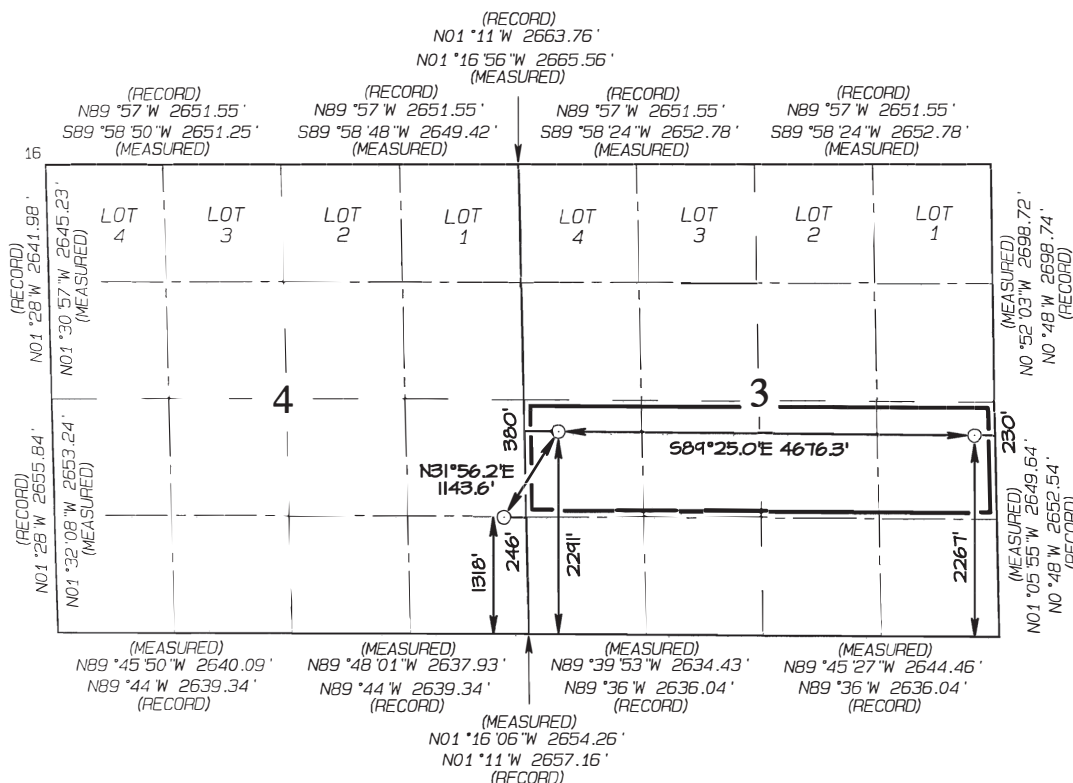 (RECORD)
N01°11'W 2663.76'
N01°16'56"W 2665.56'
(MEASURED)
(RECORD)
N89°57'W 2651.55'
S89°58'50"W 2651.25'
(MEASURED)
(RECORD)
N89°57'W 2651.55'
S89°58'48"W 2649.42'
(MEASURED)
(RECORD)
N89°57'W 2651.55'
S89°58'24"W 2652.78'
(MEASURED)
(RECORD)
N89°57'W 2651.55'
S89°58'24"W 2652.78'
(MEASURED)
16
LOT
4
LOT
3
LOT
2
LOT
1
LOT
4
LOT
3
LOT
2
LOT
1
(RECORD)
N01°28'W 2641.98'
N01°30'57"W 2645.23'
(MEASURED)
(MEASURED)
N0°52'03"W 2698.72'
N0°48'W 2698.74'
(RECORD)
4
3
380'
S89°25.0'E 4676.3'
230'
N31°56.2'E
1143.6'
1318'
246'
2291'
2267'
(RECORD)
N01°28'W 2655.84'
N01°32'08"W 2653.24'
(MEASURED)
(MEASURED)
N01°05'55"W 2649.64'
N0°48'W 2652.54'
(RECORD)
(MEASURED)
N89°45'50"W 2640.09'
N89°44'W 2639.34'
(RECORD)
(MEASURED)
N89°48'01"W 2637.93'
N89°44'W 2639.34'
(RECORD)
(MEASURED)
N89°39'53"W 2634.43'
N89°36'W 2636.04'
(RECORD)
(MEASURED)
N89°45'27"W 2644.46'
N89°36'W 2636.04'
(RECORD)
(MEASURED)
N01°16'06"W 2654.26'
N01°11'W 2657.16'
(RECORD)